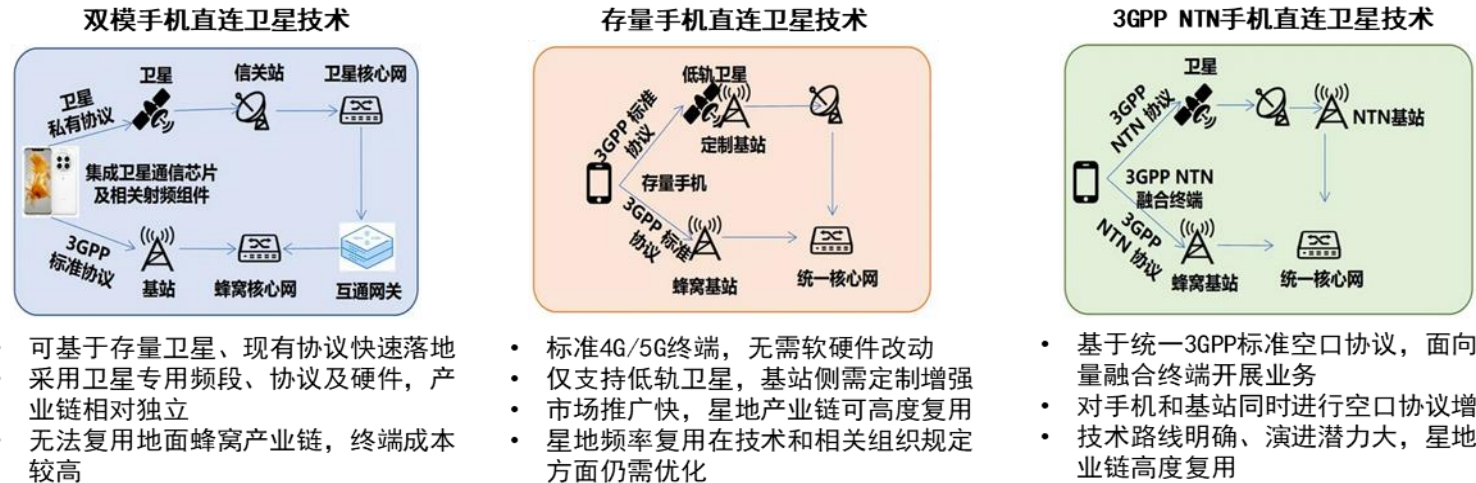 双模手机直连卫星技术
卫星
信关站
卫星核心网
卫星
私有协议
集成卫星通信芯片
及相关射频组件
3GPP
标准协议
基站
蜂窝核心网
互通网关
• 可基于存量卫星、现有协议快速落地
• 采用卫星专用频段、协议及硬件，产
业链相对独立
• 无法复用地面蜂窝产业链，终端成本
较高
存量手机直连卫星技术
低轨卫星
3GPP 标准
协议
定制基站
存量手机
3GPP 标准
协议
蜂窝基站
统一核心网
• 标准4G/5G终端，无需软硬件改动
• 仅支持低轨卫星，基站侧需定制增强
• 市场推广快，星地产业链可高度复用
• 星地频率复用在技术和相关组织规定
方面仍需优化
3GPP NTN手机直连卫星技术
卫星
3GPP
NTN 协议
NTN基站
3GPP NTN
融合终端
3GPP
NTN 协议
蜂窝基站
统一核心网
• 基于统一3GPP标准空口协议，面向
量融合终端开展业务
• 对手机和基站同时进行空口协议增
• 技术路线明确、演进潜力大，星地
业链高度复用